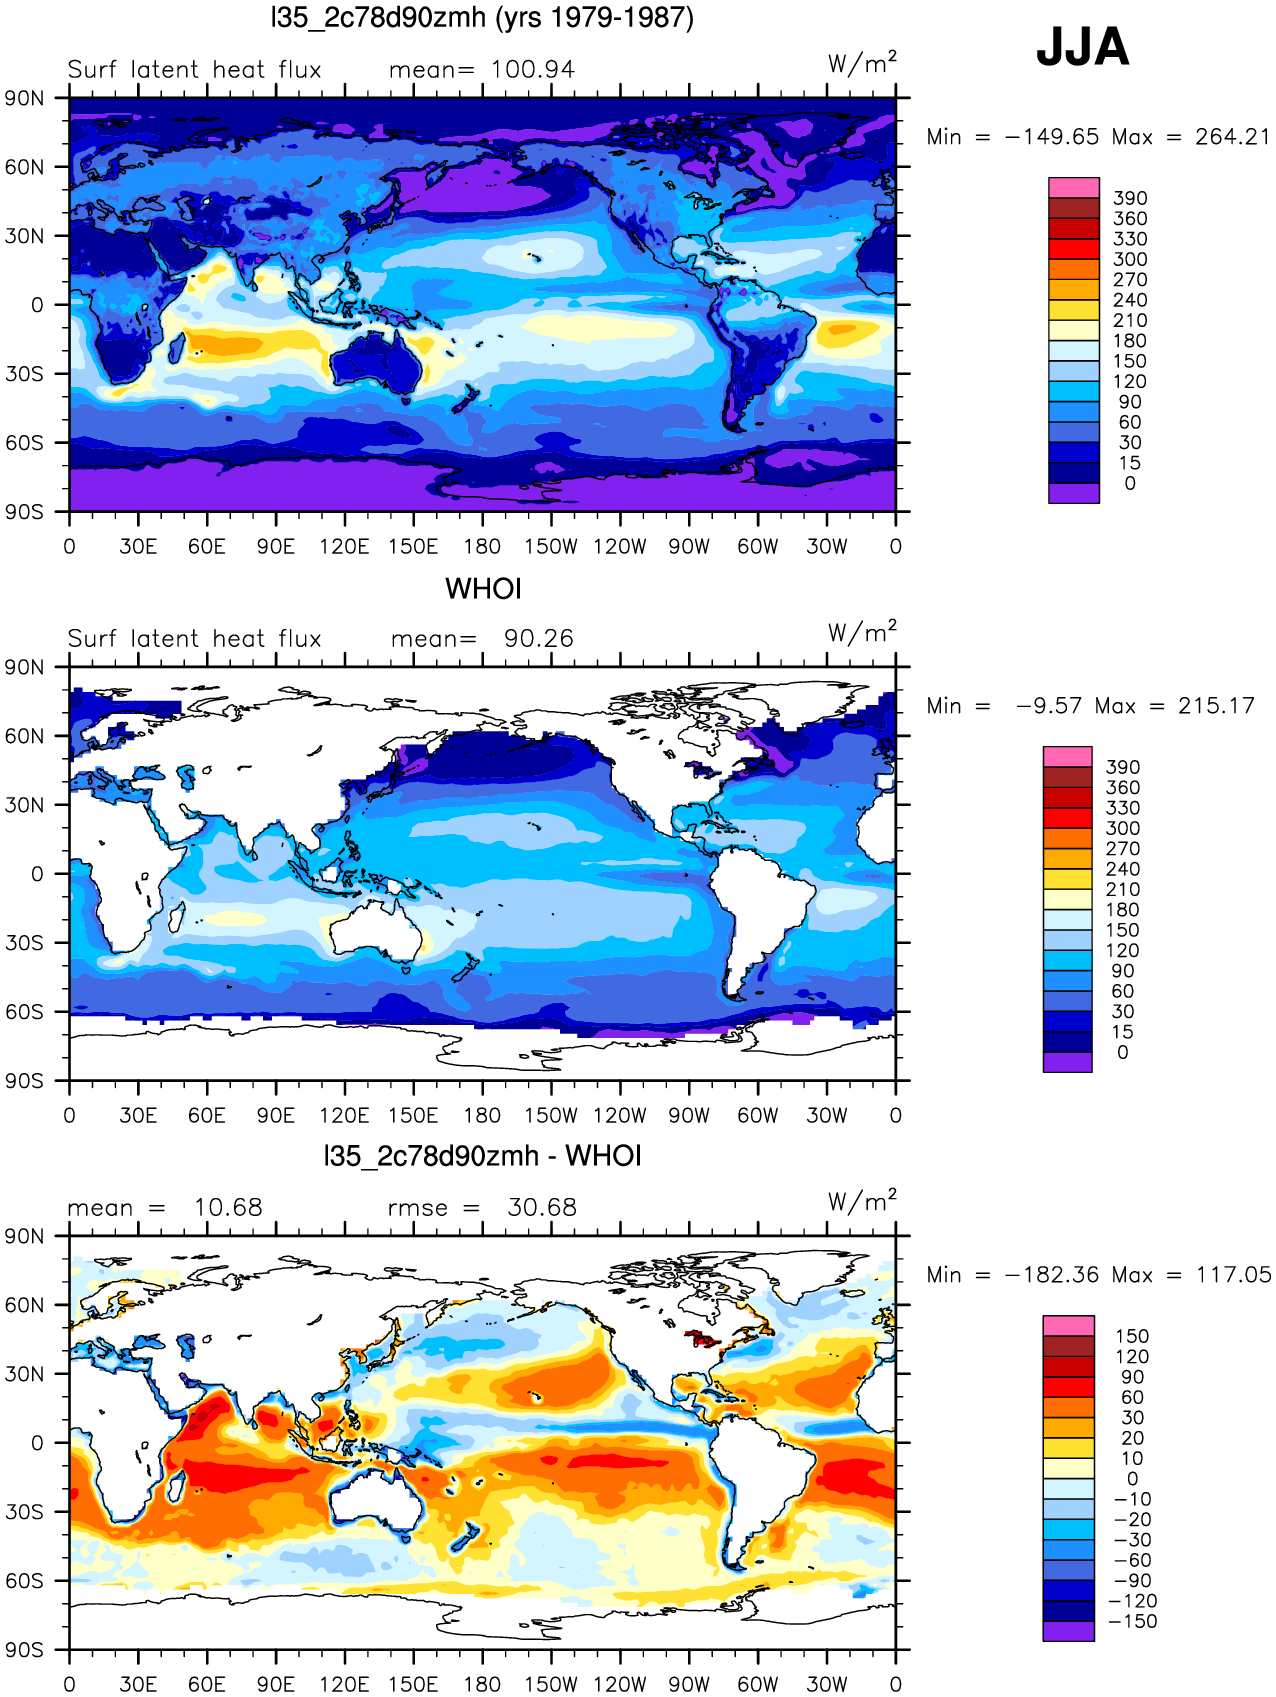 l35_2c78d90zmh (yrs 1979-1987)
JJA
Surf latent heat flux mean= 100.94 W/m²
Min = −149.65 Max = 264.21
90N
60N
30N
0
30S
60S
90S
0 30E 60E 90E 120E 150E 180 150W 120W 90W 60W 30W 0
390
360
330
300
270
240
210
180
150
120
90
60
30
15
0
WHOI
Surf latent heat flux mean= 90.26 W/m²
Min = −9.57 Max = 215.17
90N
60N
30N
0
30S
60S
90S
0 30E 60E 90E 120E 150E 180 150W 120W 90W 60W 30W 0
390
360
330
300
270
240
210
180
150
120
90
60
30
15
0
l35_2c78d90zmh - WHOI
mean = 10.68 rmse = 30.68 W/m²
Min = −182.36 Max = 117.05
90N
60N
30N
0
30S
60S
90S
0 30E 60E 90E 120E 150E 180 150W 120W 90W 60W 30W 0
150
120
90
60
30
20
10
0
−10
−20
−30
−60
−90
−120
−150